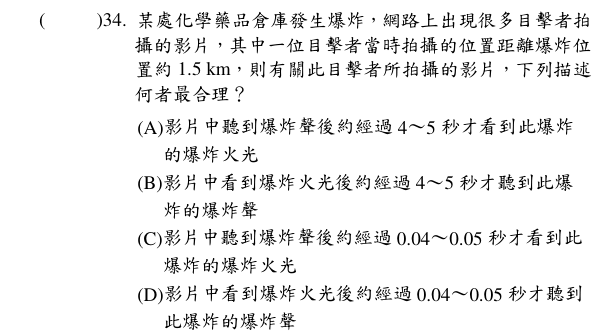 (　　)34. 某處化學藥品倉庫發生爆炸，網路上出現很多目擊者拍
攝的影片，其中一位目擊者當時拍攝的位置距離爆炸位
置約 1.5 km，則有關此目擊者所拍攝的影片，下列描述
何者最合理？
(A)影片中聽到爆炸聲後約經過 4～5 秒才看到此爆炸
的爆炸火光
(B)影片中看到爆炸火光後約經過 4～5 秒才聽到此爆
炸的爆炸聲
(C)影片中聽到爆炸聲後約經過 0.04～0.05 秒才看到此
爆炸的爆炸火光
(D)影片中看到爆炸火光後約經過 0.04～0.05 秒才聽到
此爆炸的爆炸聲